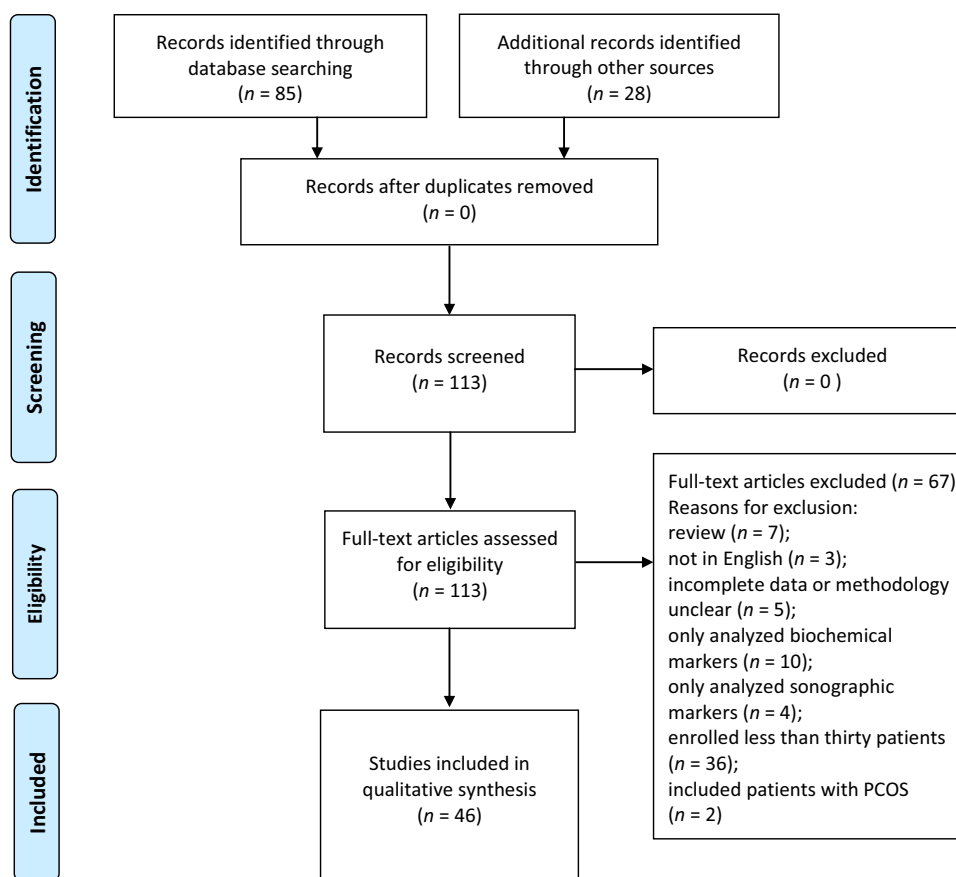 Identification
Records identified through
database searching
(n = 85)
Additional records identified
through other sources
(n = 28)
Records after duplicates removed
(n = 0)
Screening
Records screened
(n = 113)
Records excluded
(n = 0 )
Eligibility
Full-text articles assessed
for eligibility
(n = 113)
Full-text articles excluded (n = 67)
Reasons for exclusion:
review (n = 7);
not in English (n = 3);
incomplete data or methodology
unclear (n = 5);
only analyzed biochemical
markers (n = 10);
only analyzed sonographic
markers (n = 4);
enrolled less than thirty patients
(n = 36);
included patients with PCOS
(n = 2)
Included
Studies included in
qualitative synthesis
(n = 46)